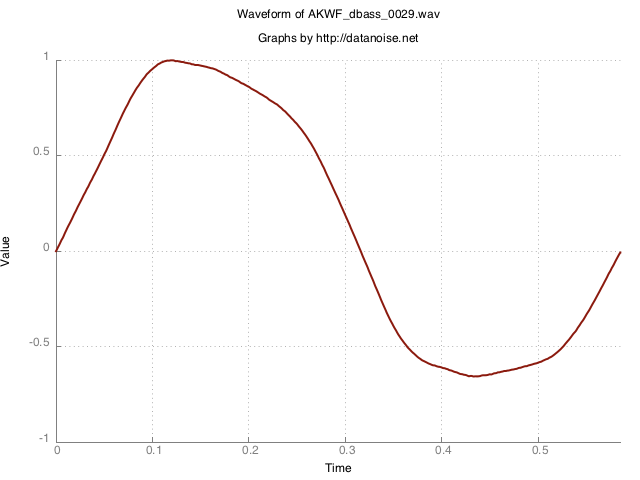 Waveform of AKWF_dbass_0029.wav
Graphs by http://datanoise.net
1
0.5
0
-0.5
-1
Value
0 0.1 0.2 0.3 0.4 0.5
Time